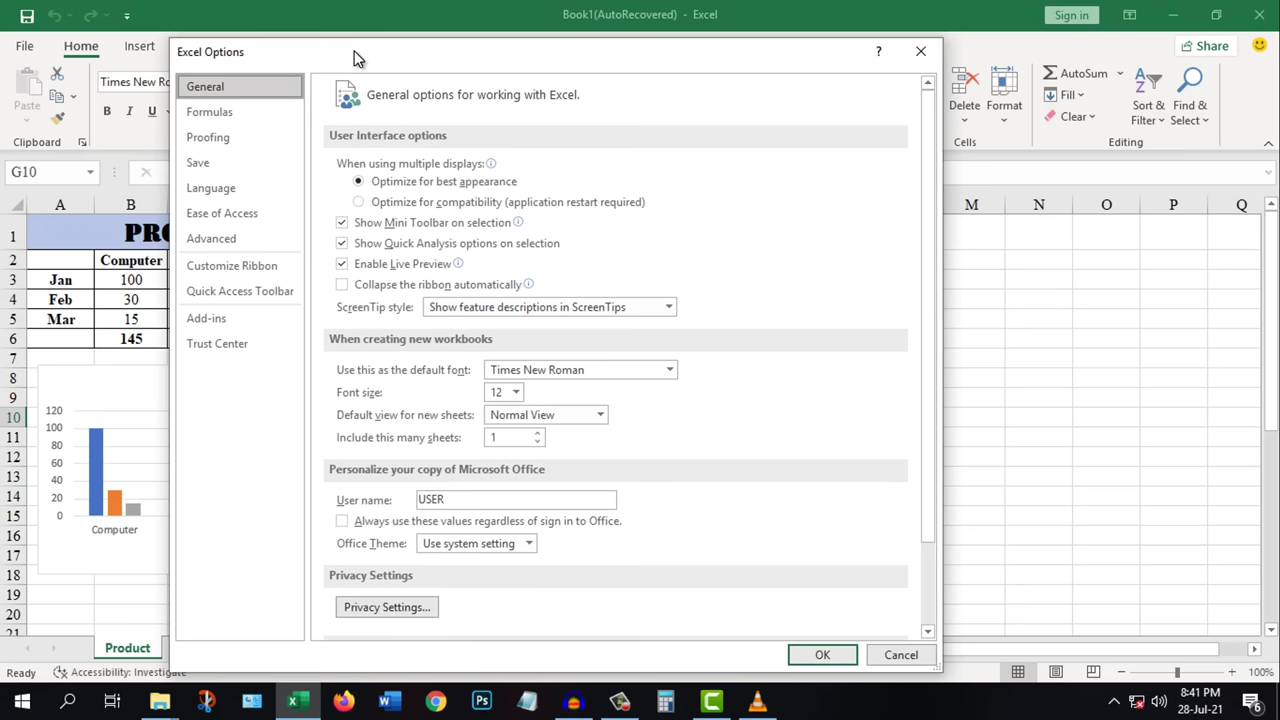 Book1(AutoRecovered) - Excel
Sign in
File
Home
Insert
Share
Paste
Clipboard
Times New Ro
B
I
U
Delete
Format
Cells
AutoSum
Fill
Clear
Sort &
Filter
Find &
Select
Editing
G10
A B M N O P Q
1 PRO
2 Computer
3 Jan 100
4 Feb 30
5 Mar 15
6 145
7
8
9
10
11
12
13
14
15
16
17
18
19
20
21
120
100
80
60
40
20
0
Computer
Excel Options
?
General
Formulas
Proofing
Save
Language
Ease of Access
Advanced
Customize Ribbon
Quick Access Toolbar
Add-ins
Trust Center
General options for working with Excel.
User Interface options
When using multiple displays:
Optimize for best appearance
Optimize for compatibility (application restart required)
Show Mini Toolbar on selection
Show Quick Analysis options on selection
Enable Live Preview
Collapse the ribbon automatically
ScreenTip style: Show feature descriptions in ScreenTips
When creating new workbooks
Use this as the default font: Times New Roman
Font size: 12
Default view for new sheets: Normal View
Include this many sheets: 1
Personalize your copy of Microsoft Office
User name: USER
Always use these values regardless of sign in to Office.
Office Theme: Use system setting
Privacy Settings
Privacy Settings...
OK
Cancel
Product
Ready
Accessibility: Investigate
100%
8:41 PM
28-Jul-21
6